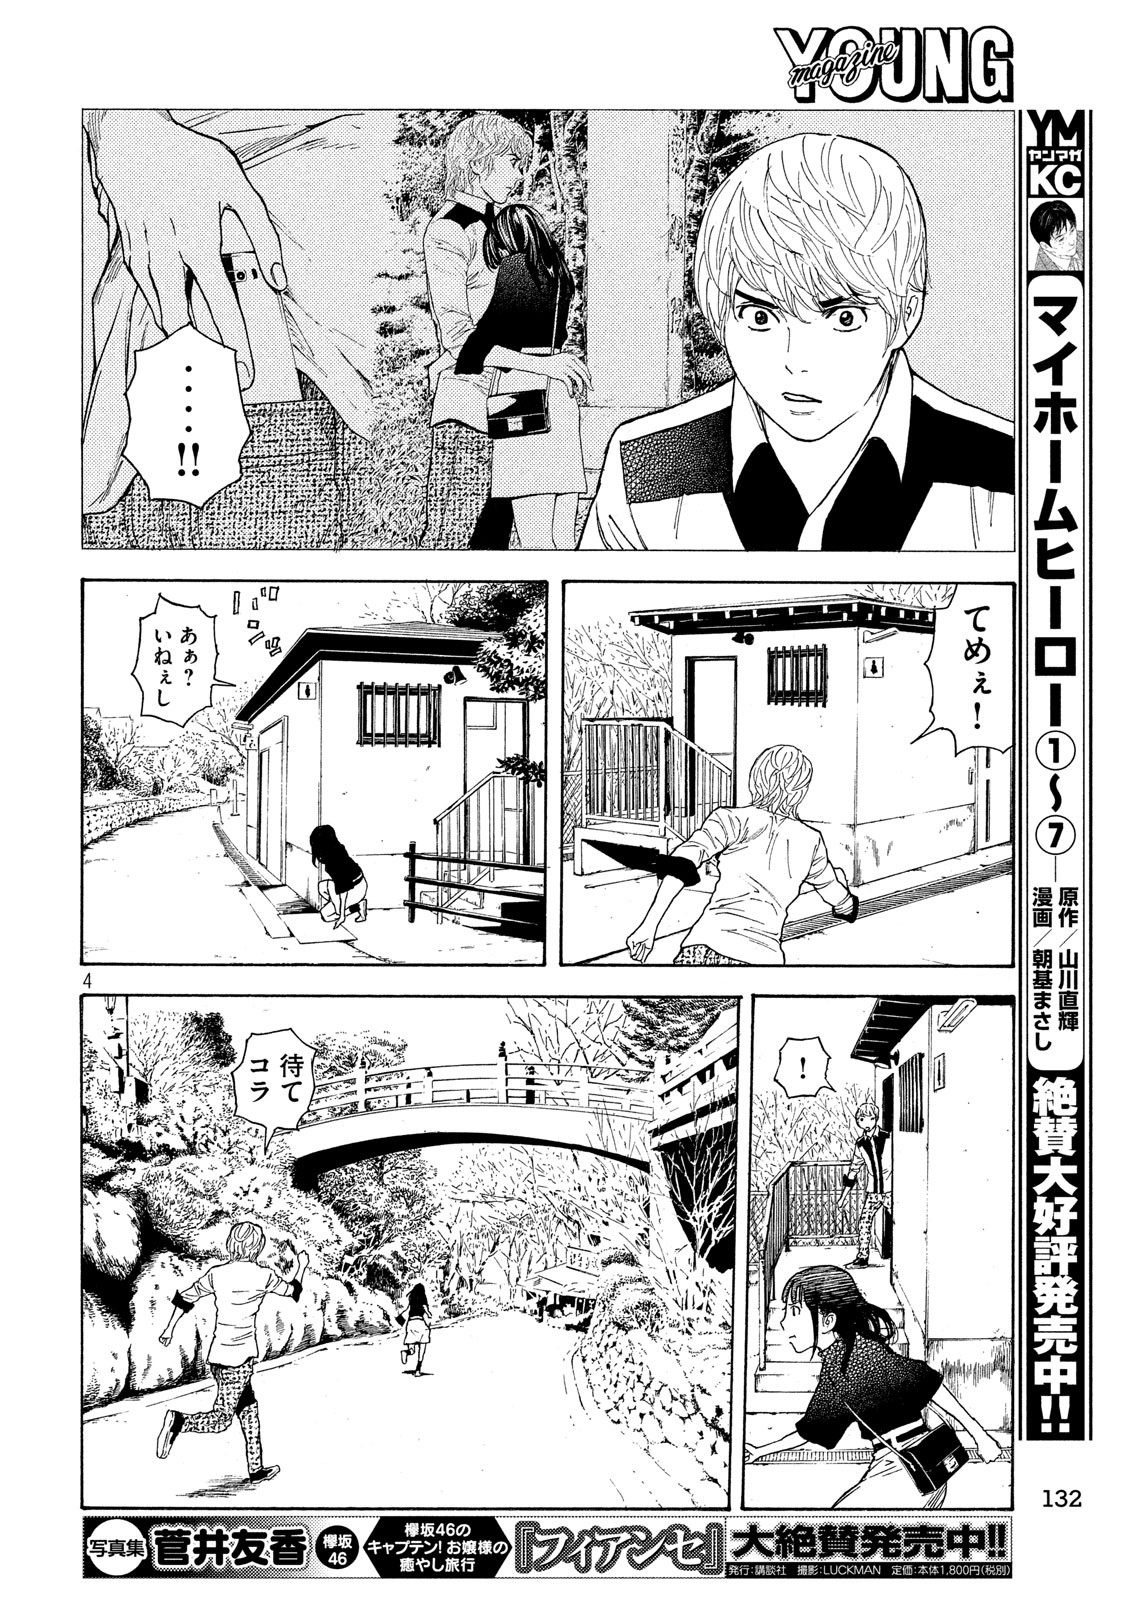 YOUNG
magazine
YM
ヤンマガ
KC
マイホームヒーロー①〜⑦
原作／山川直輝
漫画／朝基まさし
絶賛大好評発売中!!
・・・・!!
てめぇ!
あぁ?
いねぇし
4
!
待て
コラ
132
写真集
菅井友香
欅坂
46
欅坂46の
キャプテン!お嬢様の
癒やし旅行
『フィアンセ』
大絶賛発売中!!
発行:講談社 撮影:LUCKMAN 定価:本体1,800円(税別)